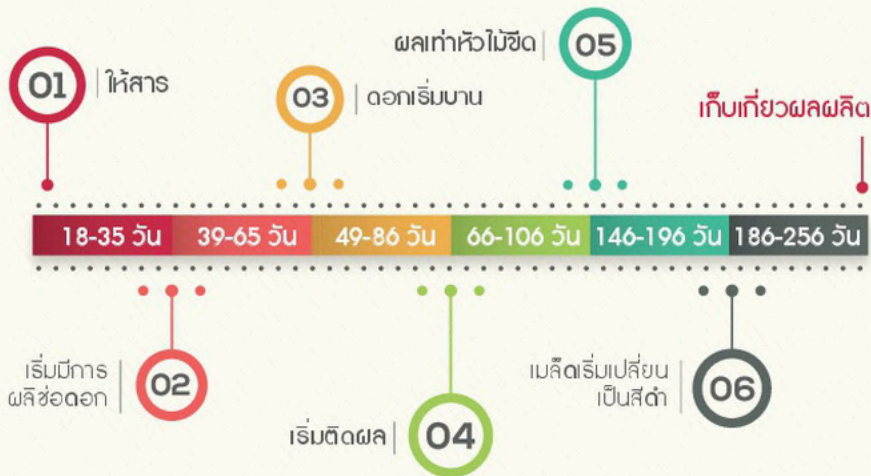 01 ให้สาร
03 ดอกเริ่มบาน
ผลเท่าหัวไม้ขีด 05
เก็บเกี่ยวผลผลิต
18-35 วัน 39-65 วัน 49-86 วัน 66-106 วัน 146-196 วัน 186-256 วัน
เริ่มมีการ
ผลิช่อดอก 02
เริ่มติดผล 04
เมล็ดเริ่มเปลี่ยน
เป็นสีดำ 06